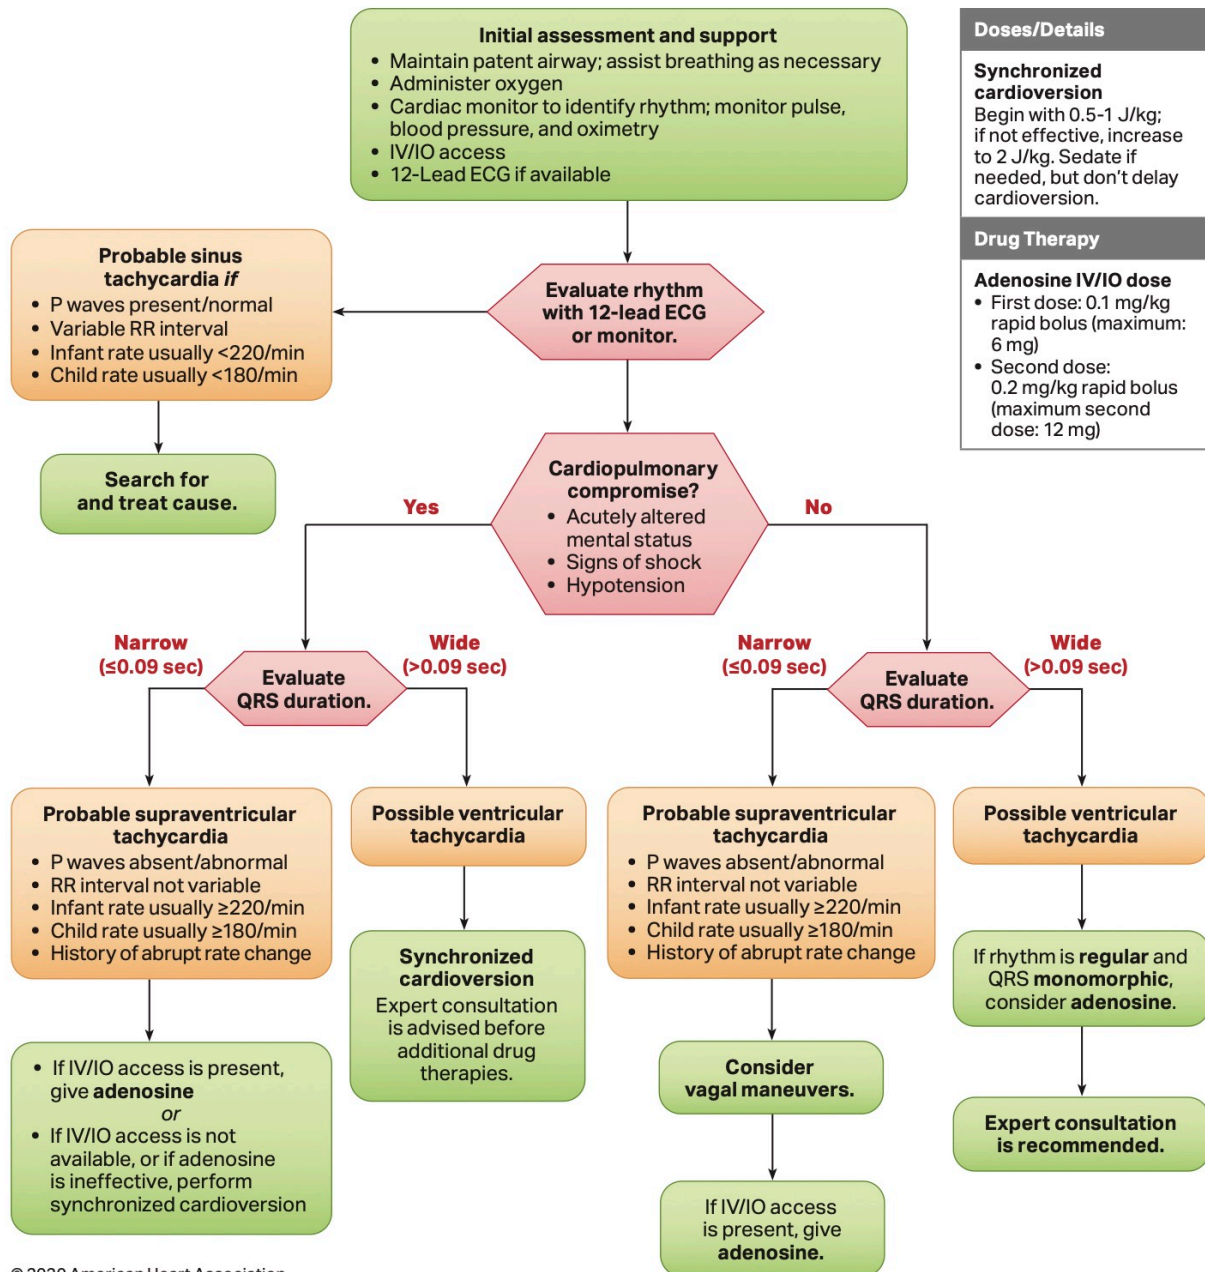 Initial assessment and support
• Maintain patent airway; assist breathing as necessary
• Administer oxygen
• Cardiac monitor to identify rhythm; monitor pulse,
blood pressure, and oximetry
• IV/IO access
• 12-Lead ECG if available
Doses/Details
Synchronized
cardioversion
Begin with 0.5-1 J/kg;
if not effective, increase
to 2 J/kg. Sedate if
needed, but don't delay
cardioversion.
Drug Therapy
Adenosine IV/IO dose
• First dose: 0.1 mg/kg
rapid bolus (maximum:
6 mg)
• Second dose:
0.2 mg/kg rapid bolus
(maximum second
dose: 12 mg)
Probable sinus
tachycardia if
• P waves present/normal
• Variable RR interval
• Infant rate usually <220/min
• Child rate usually <180/min
Evaluate rhythm
with 12-lead ECG
or monitor.
Search for
and treat cause.
Cardiopulmonary
compromise?
• Acutely altered
mental status
• Signs of shock
• Hypotension
Yes
No
Narrow
(≤0.09 sec)
Wide
(>0.09 sec)
Evaluate
QRS duration.
Narrow
(≤0.09 sec)
Wide
(>0.09 sec)
Evaluate
QRS duration.
Probable supraventricular
tachycardia
• P waves absent/abnormal
• RR interval not variable
• Infant rate usually ≥220/min
• Child rate usually ≥180/min
• History of abrupt rate change
Possible ventricular
tachycardia
Probable supraventricular
tachycardia
• P waves absent/abnormal
• RR interval not variable
• Infant rate usually ≥220/min
• Child rate usually ≥180/min
• History of abrupt rate change
Possible ventricular
tachycardia
• If IV/IO access is present,
give adenosine
or
• If IV/IO access is not
available, or if adenosine
is ineffective, perform
synchronized cardioversion
Synchronized
cardioversion
Expert consultation
is advised before
additional drug
therapies.
Consider
vagal maneuvers.
If IV/IO access
is present, give
adenosine.
If rhythm is regular and
QRS monomorphic,
consider adenosine.
Expert consultation
is recommended.
© 2020 American Heart Association